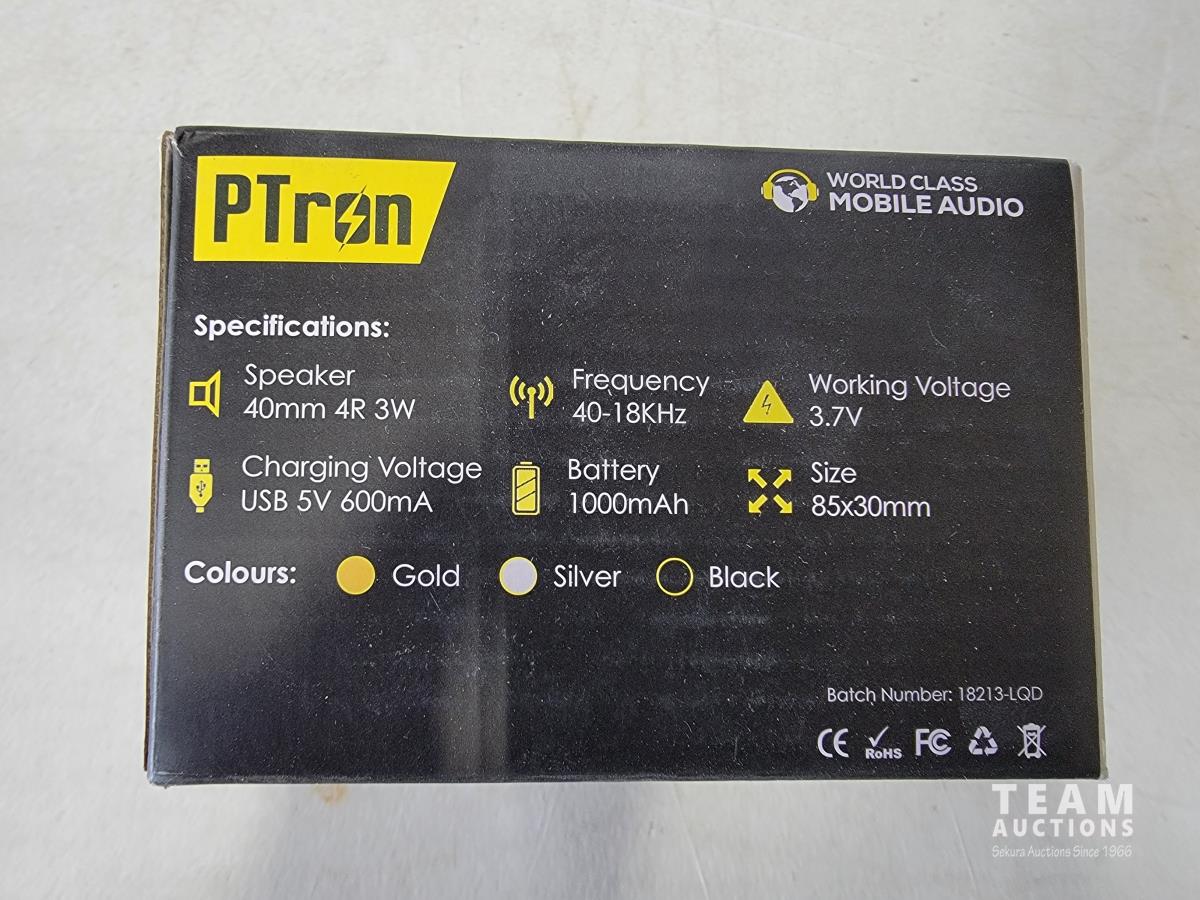 PTron
WORLD CLASS
MOBILE AUDIO
Specifications:
Speaker
40mm 4R 3W
Frequency
40-18KHz
Working Voltage
3.7V
Charging Voltage
USB 5V 600mA
Battery
1000mAh
Size
85x30mm
Colours: Gold Silver Black
Batch Number: 18213-LQD
CE RoHS FC
TEAM
AUCTIONS
Sekura Auctions Since 1966